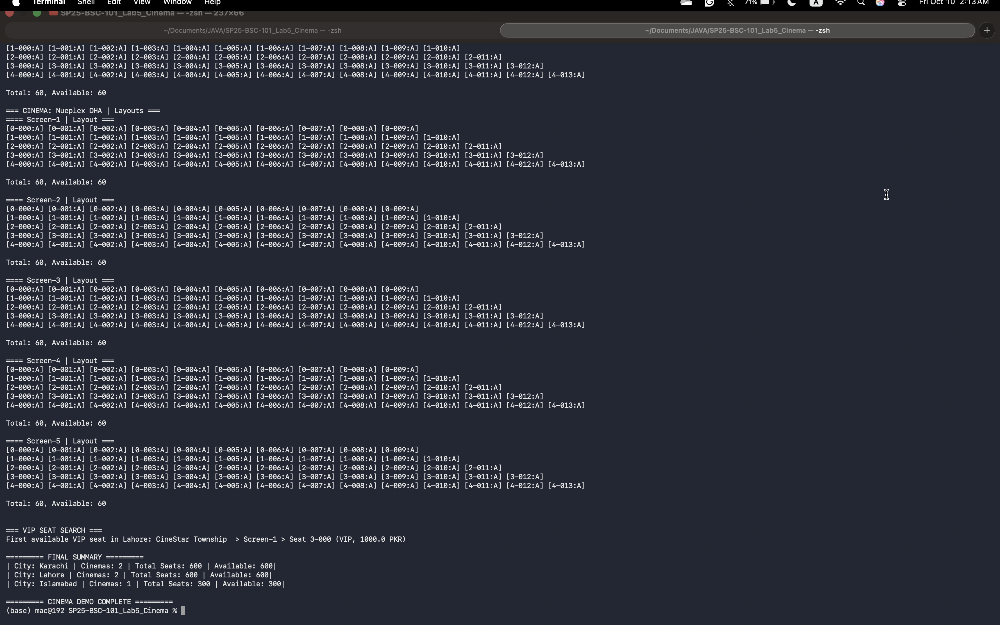 Terminal Shell Edit View Window Help 71% A Fri Oct 10 2:13 AM
SP25-BSC-101_Lab5_Cinema — -zsh — 237×66
~/Documents/JAVA/SP25-BSC-101_Lab5_Cinema — -zsh ~/Documents/JAVA/SP25-BSC-101_Lab5_Cinema — -zsh +
[1-000:A] [1-001:A] [1-002:A] [1-003:A] [1-004:A] [1-005:A] [1-006:A] [1-007:A] [1-008:A] [1-009:A] [1-010:A]
[2-000:A] [2-001:A] [2-002:A] [2-003:A] [2-004:A] [2-005:A] [2-006:A] [2-007:A] [2-008:A] [2-009:A] [2-010:A] [2-011:A]
[3-000:A] [3-001:A] [3-002:A] [3-003:A] [3-004:A] [3-005:A] [3-006:A] [3-007:A] [3-008:A] [3-009:A] [3-010:A] [3-011:A] [3-012:A]
[4-000:A] [4-001:A] [4-002:A] [4-003:A] [4-004:A] [4-005:A] [4-006:A] [4-007:A] [4-008:A] [4-009:A] [4-010:A] [4-011:A] [4-012:A] [4-013:A]
Total: 60, Available: 60
=== CINEMA: Nueplex DHA | Layouts ===
==== Screen-1 | Layout ===
[0-000:A] [0-001:A] [0-002:A] [0-003:A] [0-004:A] [0-005:A] [0-006:A] [0-007:A] [0-008:A] [0-009:A]
[1-000:A] [1-001:A] [1-002:A] [1-003:A] [1-004:A] [1-005:A] [1-006:A] [1-007:A] [1-008:A] [1-009:A] [1-010:A]
[2-000:A] [2-001:A] [2-002:A] [2-003:A] [2-004:A] [2-005:A] [2-006:A] [2-007:A] [2-008:A] [2-009:A] [2-010:A] [2-011:A]
[3-000:A] [3-001:A] [3-002:A] [3-003:A] [3-004:A] [3-005:A] [3-006:A] [3-007:A] [3-008:A] [3-009:A] [3-010:A] [3-011:A] [3-012:A]
[4-000:A] [4-001:A] [4-002:A] [4-003:A] [4-004:A] [4-005:A] [4-006:A] [4-007:A] [4-008:A] [4-009:A] [4-010:A] [4-011:A] [4-012:A] [4-013:A]
Total: 60, Available: 60
==== Screen-2 | Layout ===
[0-000:A] [0-001:A] [0-002:A] [0-003:A] [0-004:A] [0-005:A] [0-006:A] [0-007:A] [0-008:A] [0-009:A]
[1-000:A] [1-001:A] [1-002:A] [1-003:A] [1-004:A] [1-005:A] [1-006:A] [1-007:A] [1-008:A] [1-009:A] [1-010:A]
[2-000:A] [2-001:A] [2-002:A] [2-003:A] [2-004:A] [2-005:A] [2-006:A] [2-007:A] [2-008:A] [2-009:A] [2-010:A] [2-011:A]
[3-000:A] [3-001:A] [3-002:A] [3-003:A] [3-004:A] [3-005:A] [3-006:A] [3-007:A] [3-008:A] [3-009:A] [3-010:A] [3-011:A] [3-012:A]
[4-000:A] [4-001:A] [4-002:A] [4-003:A] [4-004:A] [4-005:A] [4-006:A] [4-007:A] [4-008:A] [4-009:A] [4-010:A] [4-011:A] [4-012:A] [4-013:A]
Total: 60, Available: 60
==== Screen-3 | Layout ===
[0-000:A] [0-001:A] [0-002:A] [0-003:A] [0-004:A] [0-005:A] [0-006:A] [0-007:A] [0-008:A] [0-009:A]
[1-000:A] [1-001:A] [1-002:A] [1-003:A] [1-004:A] [1-005:A] [1-006:A] [1-007:A] [1-008:A] [1-009:A] [1-010:A]
[2-000:A] [2-001:A] [2-002:A] [2-003:A] [2-004:A] [2-005:A] [2-006:A] [2-007:A] [2-008:A] [2-009:A] [2-010:A] [2-011:A]
[3-000:A] [3-001:A] [3-002:A] [3-003:A] [3-004:A] [3-005:A] [3-006:A] [3-007:A] [3-008:A] [3-009:A] [3-010:A] [3-011:A] [3-012:A]
[4-000:A] [4-001:A] [4-002:A] [4-003:A] [4-004:A] [4-005:A] [4-006:A] [4-007:A] [4-008:A] [4-009:A] [4-010:A] [4-011:A] [4-012:A] [4-013:A]
Total: 60, Available: 60
==== Screen-4 | Layout ===
[0-000:A] [0-001:A] [0-002:A] [0-003:A] [0-004:A] [0-005:A] [0-006:A] [0-007:A] [0-008:A] [0-009:A]
[1-000:A] [1-001:A] [1-002:A] [1-003:A] [1-004:A] [1-005:A] [1-006:A] [1-007:A] [1-008:A] [1-009:A] [1-010:A]
[2-000:A] [2-001:A] [2-002:A] [2-003:A] [2-004:A] [2-005:A] [2-006:A] [2-007:A] [2-008:A] [2-009:A] [2-010:A] [2-011:A]
[3-000:A] [3-001:A] [3-002:A] [3-003:A] [3-004:A] [3-005:A] [3-006:A] [3-007:A] [3-008:A] [3-009:A] [3-010:A] [3-011:A] [3-012:A]
[4-000:A] [4-001:A] [4-002:A] [4-003:A] [4-004:A] [4-005:A] [4-006:A] [4-007:A] [4-008:A] [4-009:A] [4-010:A] [4-011:A] [4-012:A] [4-013:A]
Total: 60, Available: 60
==== Screen-5 | Layout ===
[0-000:A] [0-001:A] [0-002:A] [0-003:A] [0-004:A] [0-005:A] [0-006:A] [0-007:A] [0-008:A] [0-009:A]
[1-000:A] [1-001:A] [1-002:A] [1-003:A] [1-004:A] [1-005:A] [1-006:A] [1-007:A] [1-008:A] [1-009:A] [1-010:A]
[2-000:A] [2-001:A] [2-002:A] [2-003:A] [2-004:A] [2-005:A] [2-006:A] [2-007:A] [2-008:A] [2-009:A] [2-010:A] [2-011:A]
[3-000:A] [3-001:A] [3-002:A] [3-003:A] [3-004:A] [3-005:A] [3-006:A] [3-007:A] [3-008:A] [3-009:A] [3-010:A] [3-011:A] [3-012:A]
[4-000:A] [4-001:A] [4-002:A] [4-003:A] [4-004:A] [4-005:A] [4-006:A] [4-007:A] [4-008:A] [4-009:A] [4-010:A] [4-011:A] [4-012:A] [4-013:A]
Total: 60, Available: 60
=== VIP SEAT SEARCH ===
First available VIP seat in Lahore: CineStar Township  > Screen-1 > Seat 3-000 (VIP, 1000.0 PKR)
========= FINAL SUMMARY =========
| City: Karachi | Cinemas: 2 | Total Seats: 600 | Available: 600|
| City: Lahore | Cinemas: 2 | Total Seats: 600 | Available: 600|
| City: Islamabad | Cinemas: 1 | Total Seats: 300 | Available: 300|
========= CINEMA DEMO COMPLETE =========
(base) mac@192 SP25-BSC-101_Lab5_Cinema %